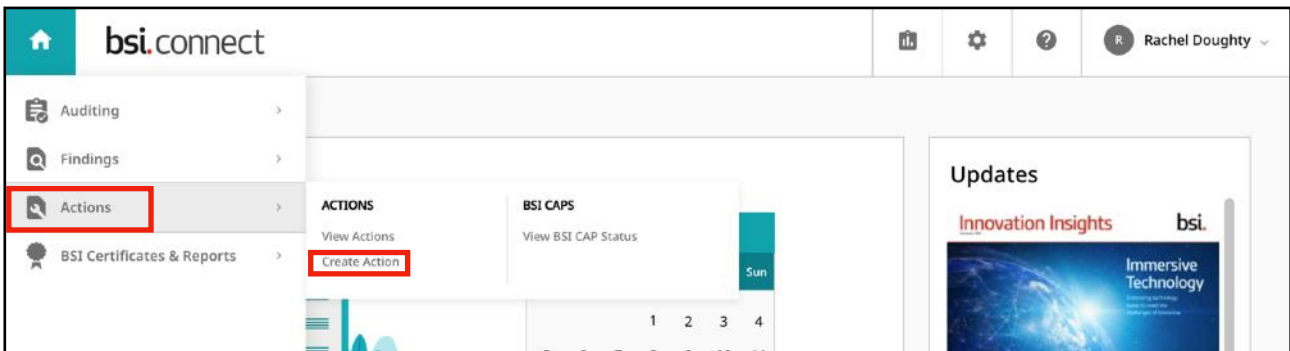 bsi.connect
R
Rachel Doughty
Auditing
Findings
Actions
BSI Certificates & Reports
ACTIONS
View Actions
Create Action
BSI CAPS
View BSI CAP Status
Sun
1 2 3 4
Updates
Innovation Insights
bsi.
Immersive
Technology